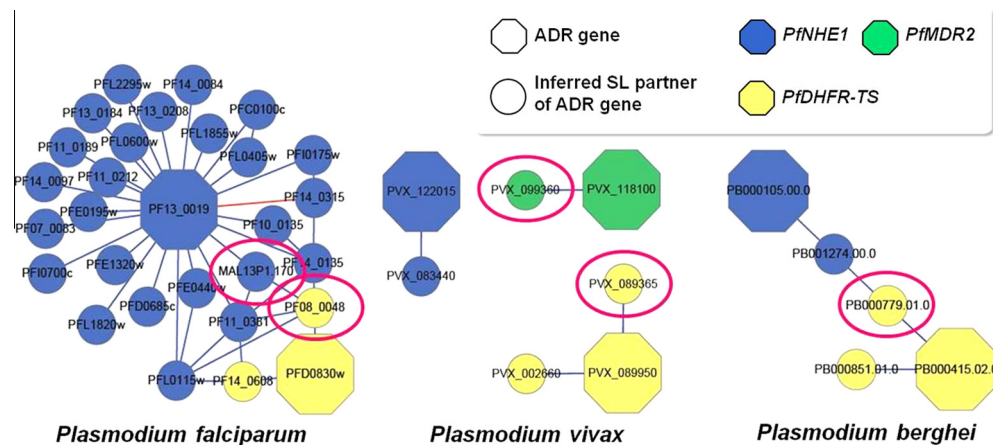 ADR gene
PfNHE1
PfMDR2
Inferred SL partner
of ADR gene
PfDHFR-TS
PFL2295w
PF14_0084
PF13_0184
PF13_0208
PFC0100c
PF11_0189
PFL0600w
PFL1855w
PFL0405w
PFI0175w
PF14_0097
PF11_0212
PF14_0315
PFE0195w
PF13_0019
PF07_0083
PF10_0135
PFE1320w
PF14_0135
PFI0700c
MAL13P1.170
PFE0440w
PFD0685c
PF08_0048
PFL1820w
PF11_0381
PFL0115w
PF14_0608
PFD0830w
Plasmodium falciparum
PVX_122015
PVX_099360
PVX_118100
PVX_083440
PVX_089365
PVX_002660
PVX_089950
Plasmodium vivax
PB000105.00.0
PB001274.00.0
PB000779.01.0
PB000851.01.0
PB000415.02.0
Plasmodium berghei